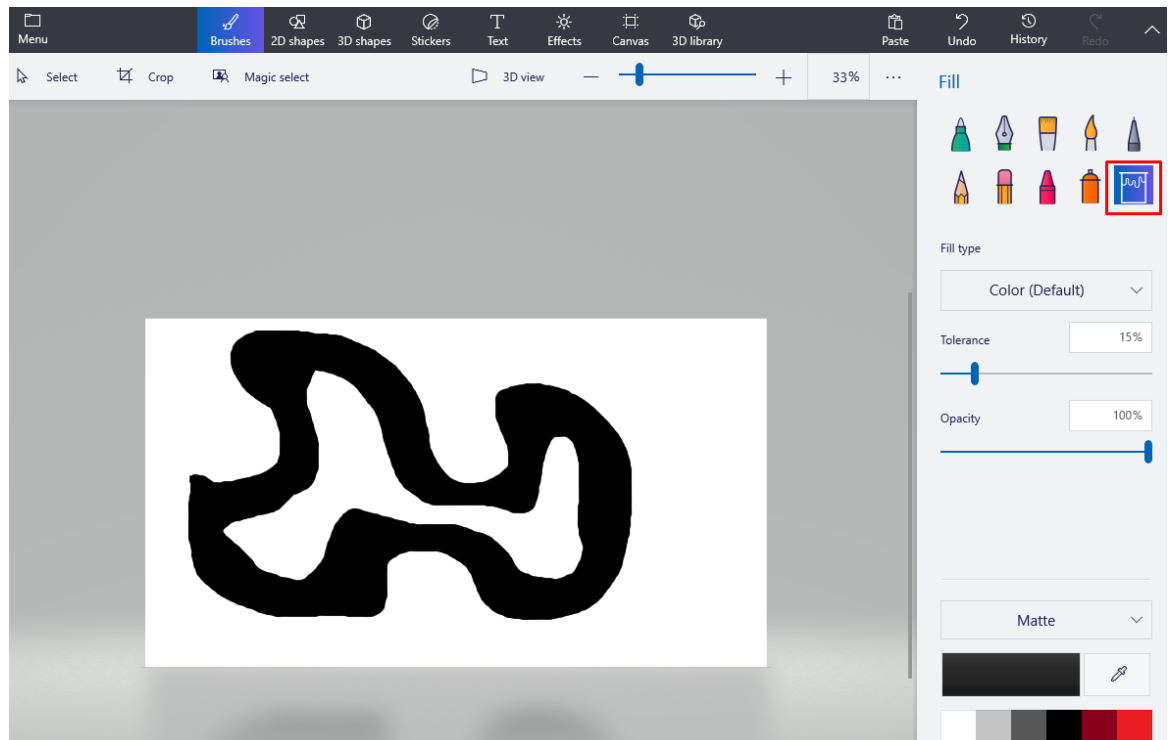 Menu
Brushes
2D shapes
3D shapes
Stickers
Text
Effects
Canvas
3D library
Paste
Undo
History
Redo
Select
Crop
Magic select
3D view
33%
Fill
Fill type
Color (Default)
Tolerance
15%
Opacity
100%
Matte